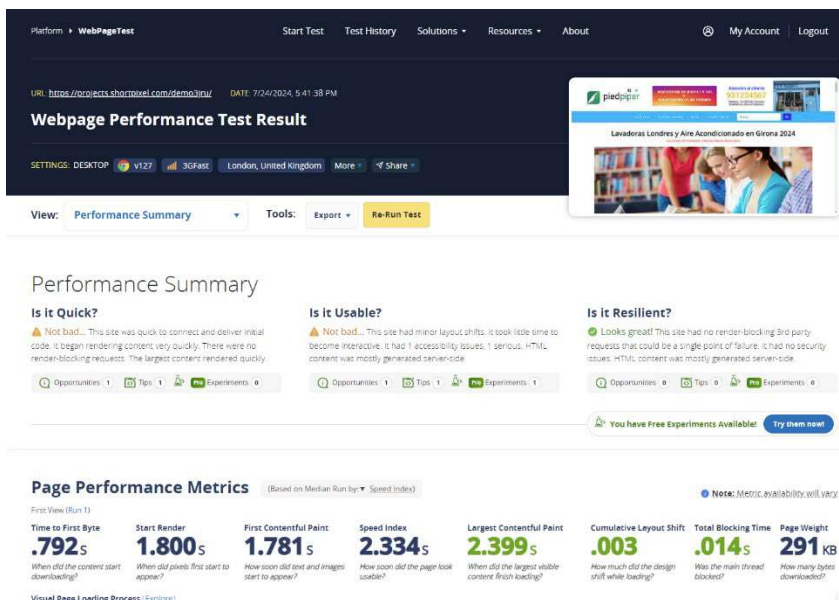 Platform ▸ WebPageTest
Start Test Test History Solutions Resources About
My Account Logout
URL: https://projects.shortpixel.com/demo3jru/ DATE: 7/24/2024, 5:41:38 PM
Webpage Performance Test Result
SETTINGS: DESKTOP v127 3GFast London, United Kingdom More Share
piedpiper
931234567
Lavadoras Londres y Aire Acondicionado en Girona 2024
View: Performance Summary Tools: Export Re-Run Test
Performance Summary
Is it Quick?
Not bad... This site was quick to connect and deliver initial
code. It began rendering content very quickly. There were no
render-blocking requests. The largest content rendered quickly.
Opportunities 1 Tips 1 Pro Experiments 0
Is it Usable?
Not bad... This site had minor layout shifts. It took little time to
become interactive. It had 1 accessibility issues, 1 serious. HTML
content was mostly generated server-side.
Opportunities 1 Tips 1 Pro Experiments 1
Is it Resilient?
Looks great! This site had no render-blocking 3rd party
requests that could be a single point of failure. It had no security
issues. HTML content was mostly generated server-side.
Opportunities 0 Tips 0 Pro Experiments 0
You have Free Experiments Available! Try them now!
Page Performance Metrics (Based on Median Run by: Speed Index)
Note: Metric availability will vary
First View (Run 1)
Time to First Byte
.792 s
When did the content start
downloading?
Start Render
1.800 s
When did pixels first start to
appear?
First Contentful Paint
1.781 s
How soon did text and images
start to appear?
Speed Index
2.334 s
How soon did the page look
usable?
Largest Contentful Paint
2.399 s
When did the largest visible
content finish loading?
Cumulative Layout Shift
.003
How much did the design
shift while loading?
Total Blocking Time
.014 s
Was the main thread
blocked?
Page Weight
291 KB
How many bytes
downloaded?
Visual Page Loading Process (Explore)